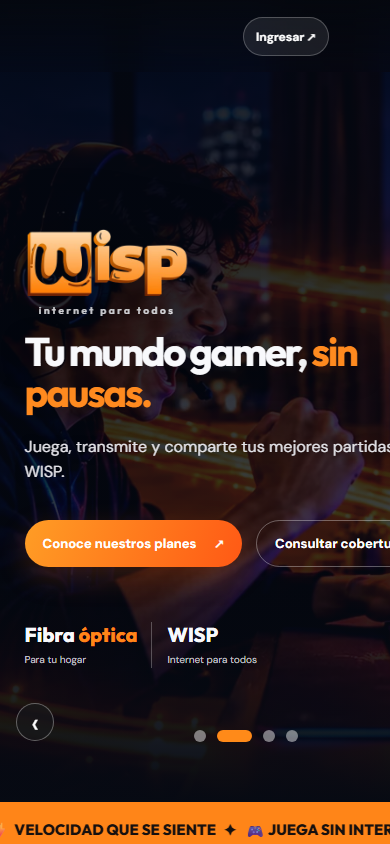 Ingresar ↗
wisp
internet para todos
Tu mundo gamer, sin
pausas.
Juega, transmite y comparte tus mejores partidas
WISP.
Conoce nuestros planes ↗
Consultar cobertu
Fibra óptica
WISP
Para tu hogar
Internet para todos
VELOCIDAD QUE SE SIENTE ✦ 🎮 JUEGA SIN INTER